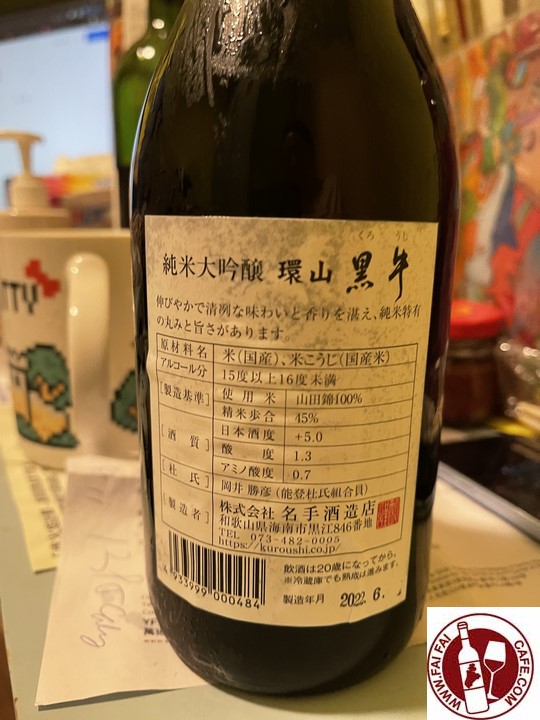 くろ うし
純米大吟醸 環山 黒牛
伸びやかで清冽な味わいと香りを湛え、純米特有
の丸みと旨さがあります。
原材料名 米(国産)、米こうじ(国産米)
アルコール分 15度以上16度未満
[製造基準] 使用米 山田錦100%
精米歩合 45%
[酒質] 日本酒度 +5.0
酸度 1.3
アミノ酸度 0.7
[杜氏] 岡井勝彦(能登杜氏組合員)
[製造者] 株式会社 名手酒造店
和歌山県海南市黒江846番地
TEL 073-482-0005
https://kuroushi.co.jp/
飲酒は20歳になってから。
※冷蔵庫でも熟成は進みます。
4933999000484
製造年月 2022. 6.
TTY
WWW.FAI FAI CAFE.COM